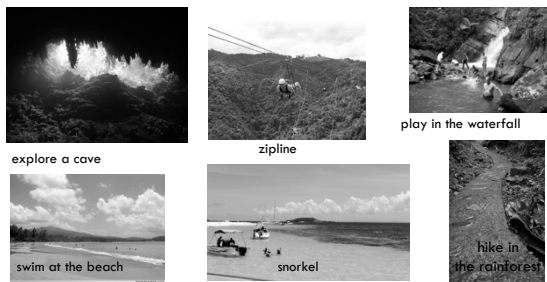 explore a cave
zipline
play in the waterfall
swim at the beach
snorkel
hike in
the rainforest